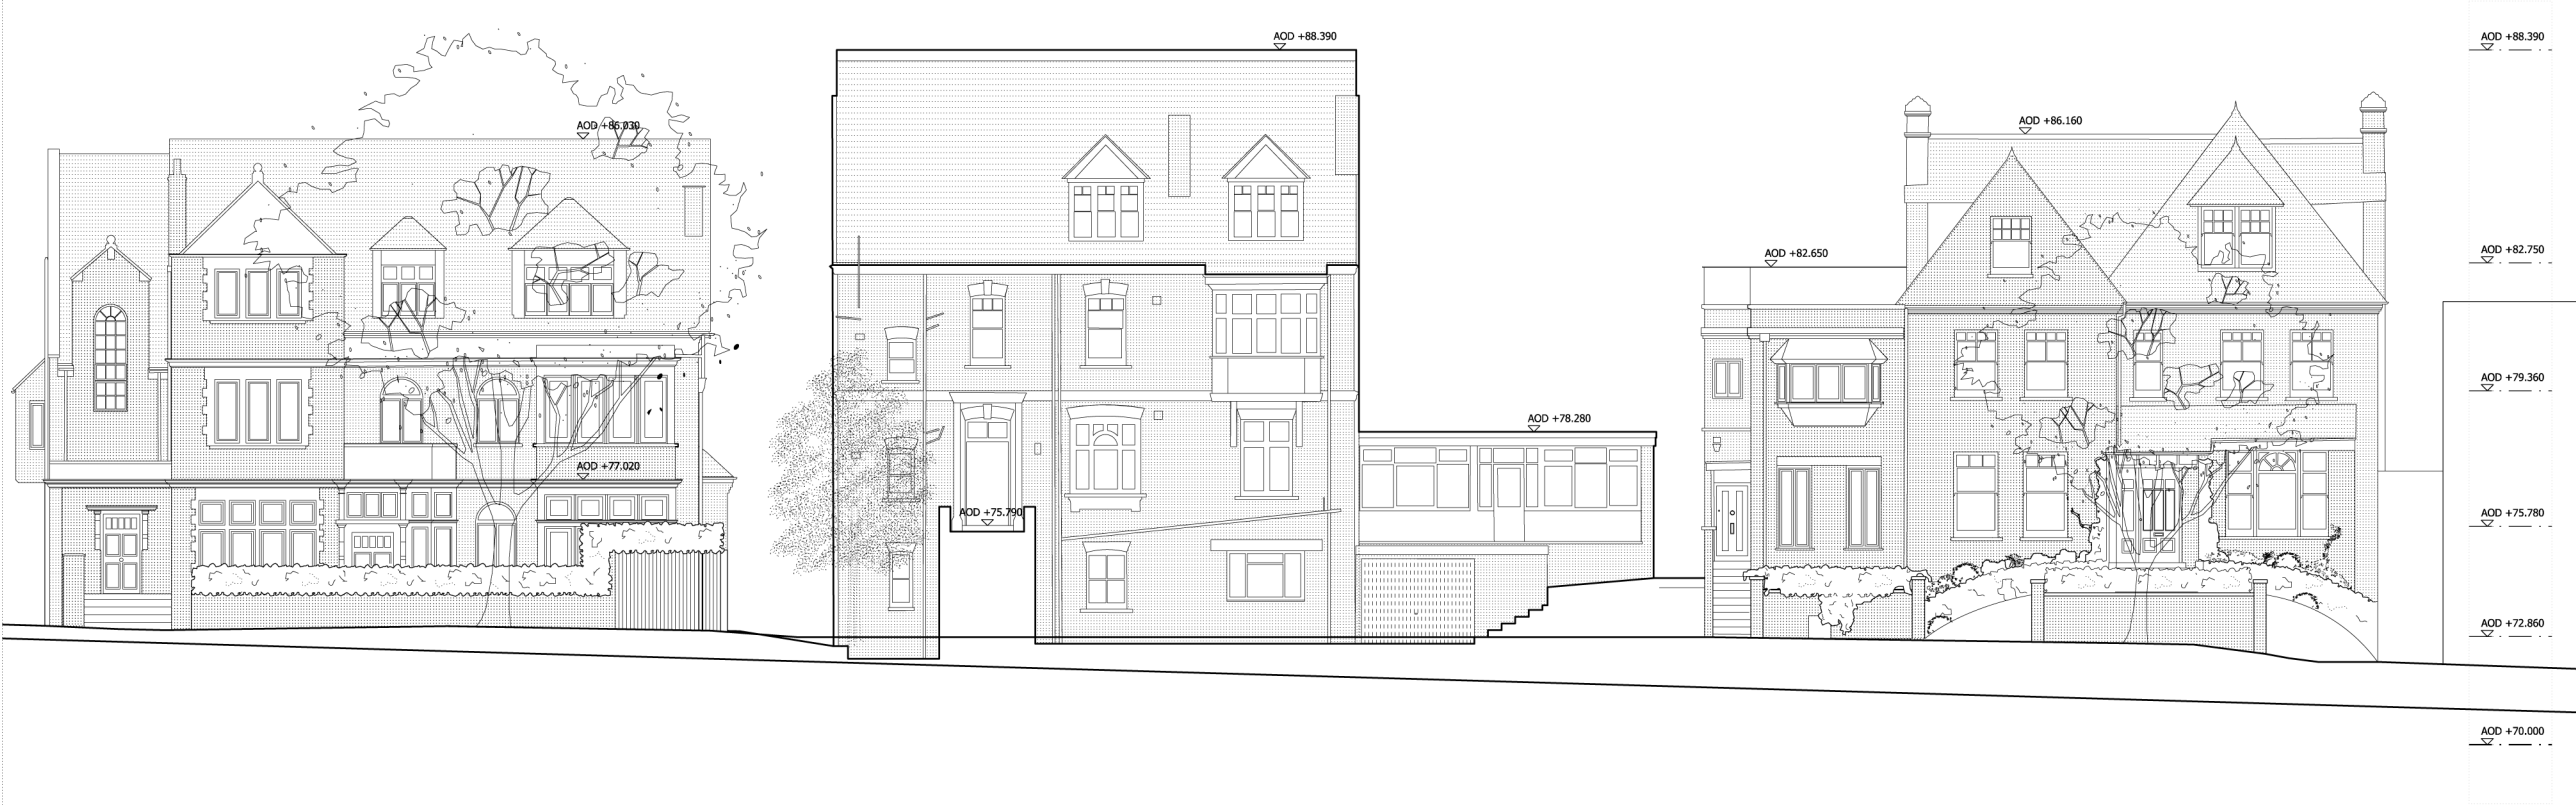 AOD +88.390
AOD +88.390
AOD +86.030
AOD +86.160
AOD +82.650
AOD +82.750
AOD +79.360
AOD +78.280
AOD +77.020
AOD +75.790
AOD +75.780
AOD +72.860
AOD +70.000